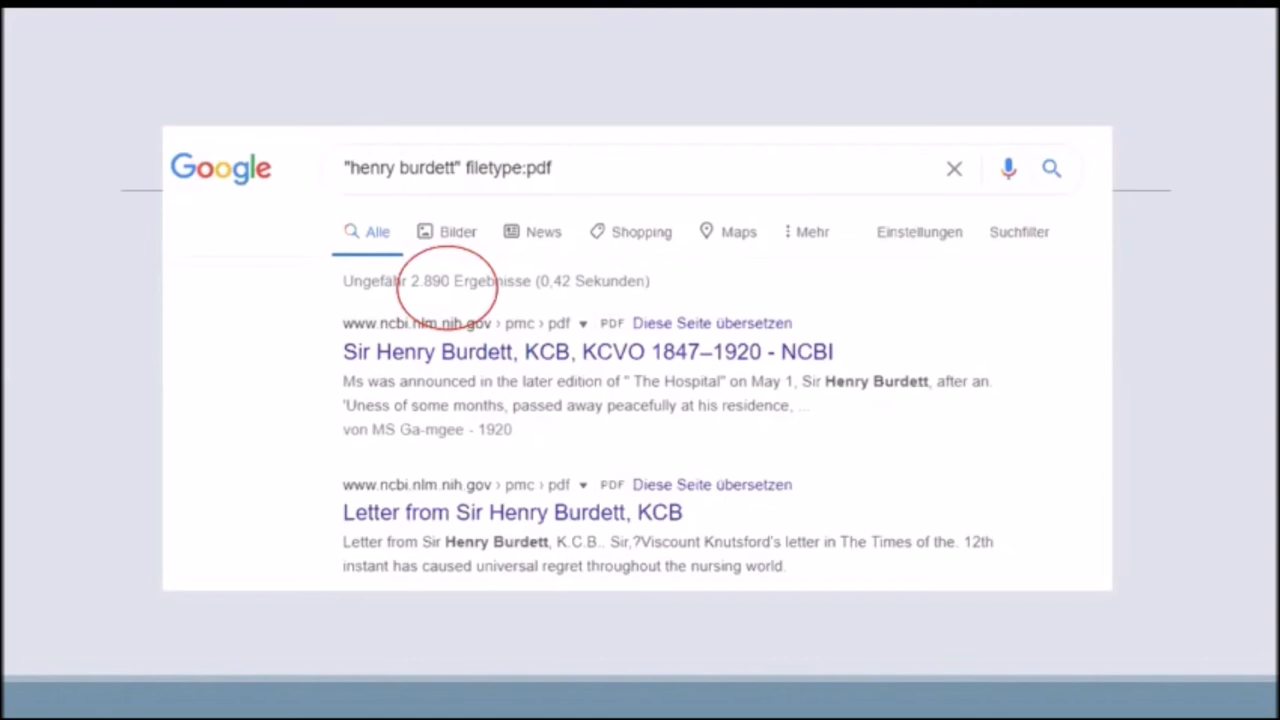 Google
"henry burdett" filetype:pdf
Alle Bilder News Shopping Maps Mehr Einstellungen Suchfilter
Ungefähr 2.890 Ergebnisse (0,42 Sekunden)
www.ncbi.nlm.nih.gov › pmc › pdf ▼ PDF Diese Seite übersetzen
Sir Henry Burdett, KCB, KCVO 1847–1920 - NCBI
Ms was announced in the later edition of " The Hospital" on May 1, Sir Henry Burdett, after an.
'Uness of some months, passed away peacefully at his residence, ...
von MS Ga-mgee - 1920
www.ncbi.nlm.nih.gov › pmc › pdf ▼ PDF Diese Seite übersetzen
Letter from Sir Henry Burdett, KCB
Letter from Sir Henry Burdett, K.C.B.. Sir,?Viscount Knutsford's letter in The Times of the. 12th
instant has caused universal regret throughout the nursing world.